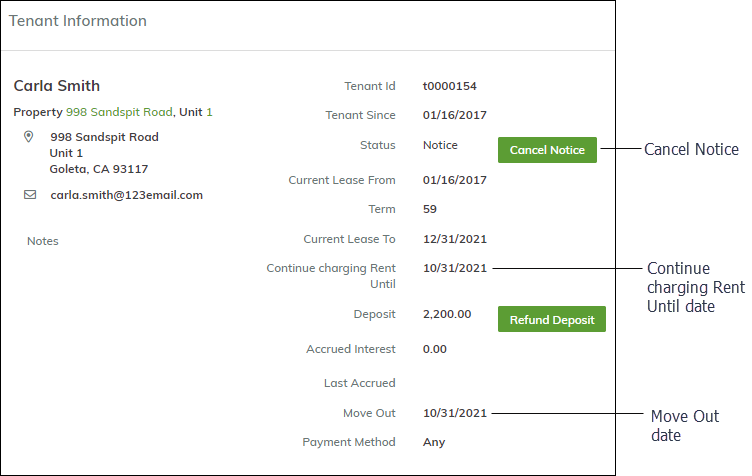 Tenant Information
Carla Smith
Property 998 Sandspit Road, Unit 1
998 Sandspit Road
Unit 1
Goleta, CA 93117
carla.smith@123email.com
Notes
Tenant Id t0000154
Tenant Since 01/16/2017
Status Notice Cancel Notice
Current Lease From 01/16/2017
Term 59
Current Lease To 12/31/2021
Continue charging Rent 10/31/2021
Until
Deposit 2,200.00 Refund Deposit
Accrued Interest 0.00
Last Accrued
Move Out 10/31/2021
Payment Method Any
Cancel Notice
Continue
charging Rent
Until date
Move Out
date